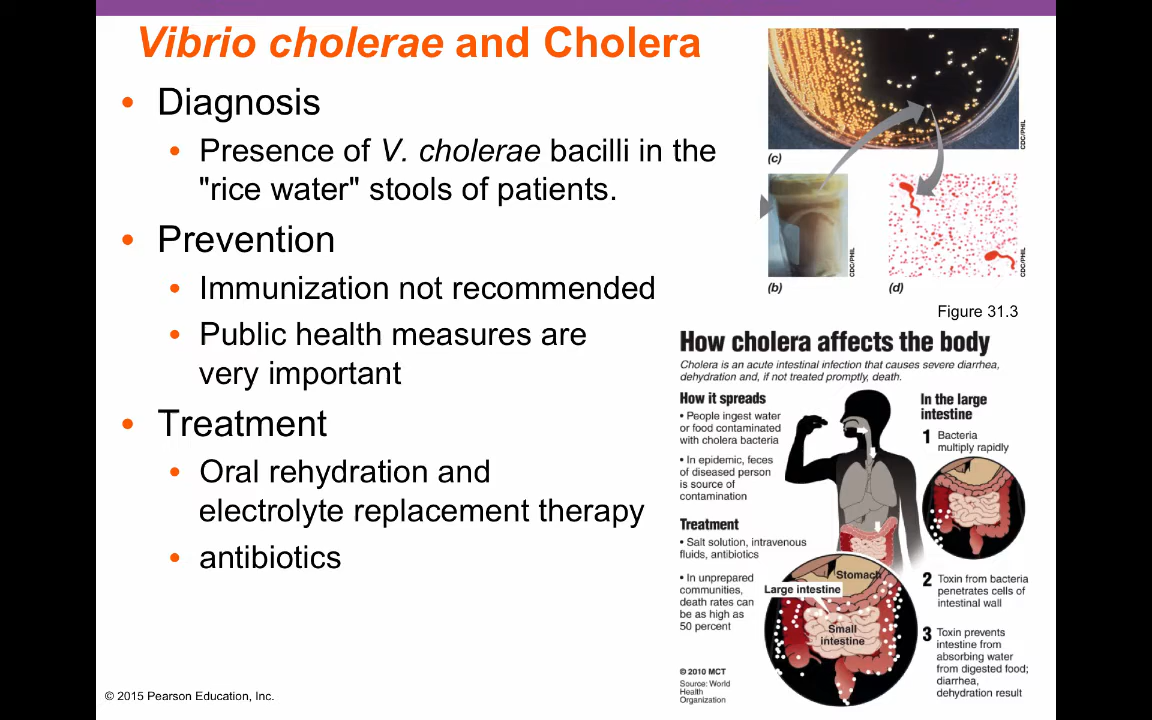 Vibrio cholerae and Cholera
• Diagnosis
• Presence of V. cholerae bacilli in the
"rice water" stools of patients.
• Prevention
• Immunization not recommended
• Public health measures are
very important
• Treatment
• Oral rehydration and
electrolyte replacement therapy
• antibiotics
© 2015 Pearson Education, Inc.
CDC/PHIL
(c)
CDC/PHIL
(b)
CDC/PHIL
(d)
Figure 31.3
How cholera affects the body
Cholera is an acute intestinal infection that causes severe diarrhea,
dehydration and, if not treated promptly, death.
How it spreads
• People ingest water
or food contaminated
with cholera bacteria
• In epidemic, feces
of diseased person
is source of
contamination
Treatment
• Salt solution, intravenous
fluids, antibiotics
• In unprepared
communities,
death rates can
be as high as
50 percent
© 2010 MCT
Source: World
Health
Organization
Stomach
Large intestine
Small
intestine
In the large
intestine
1 Bacteria
multiply rapidly
2 Toxin from bacteria
penetrates cells of
intestinal wall
3 Toxin prevents
intestine from
absorbing water
from digested food;
diarrhea,
dehydration result